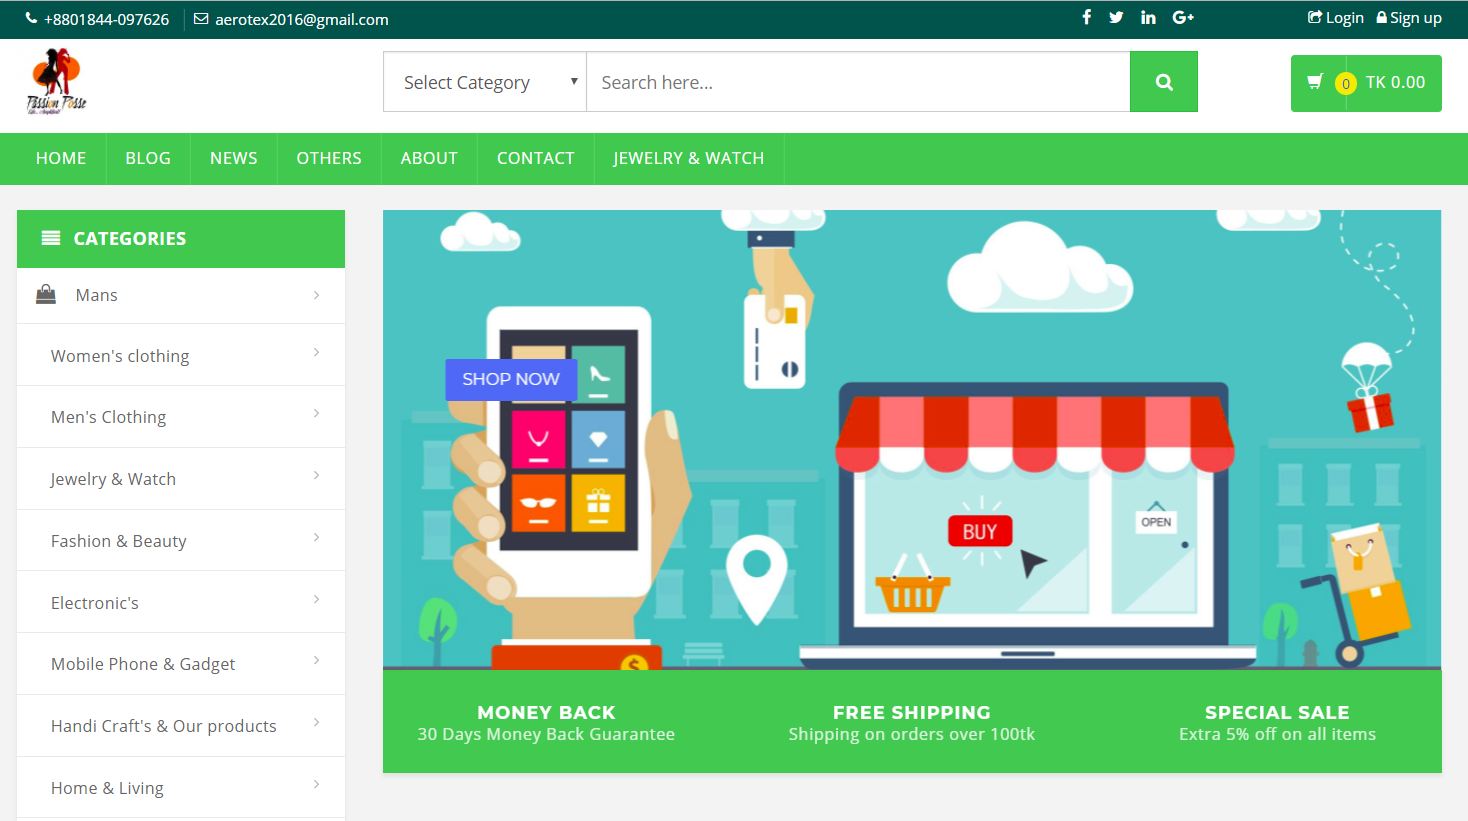 +8801844-097626
aerotex2016@gmail.com
Login
Sign up
Passion Posse
Select Category
Search here...
0
TK 0.00
HOME
BLOG
NEWS
OTHERS
ABOUT
CONTACT
JEWELRY & WATCH
CATEGORIES
Mans
Women's clothing
Men's Clothing
Jewelry & Watch
Fashion & Beauty
Electronic's
Mobile Phone & Gadget
Handi Craft's & Our products
Home & Living
SHOP NOW
BUY
OPEN
$
MONEY BACK
30 Days Money Back Guarantee
FREE SHIPPING
Shipping on orders over 100tk
SPECIAL SALE
Extra 5% off on all items